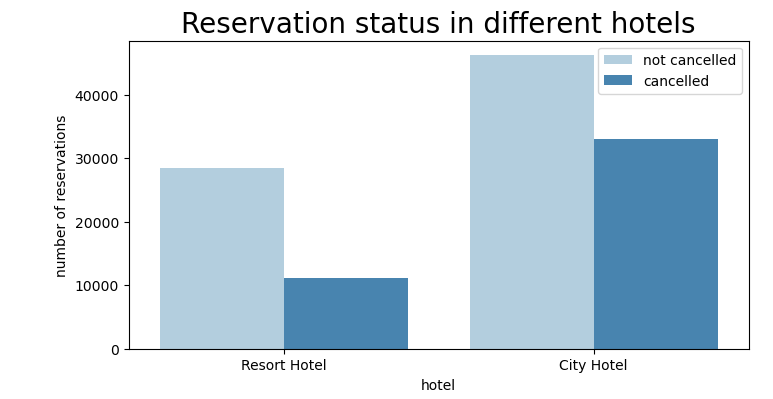 Reservation status in different hotels
not cancelled
cancelled
number of reservations
40000
30000
20000
10000
0
Resort Hotel
City Hotel
hotel